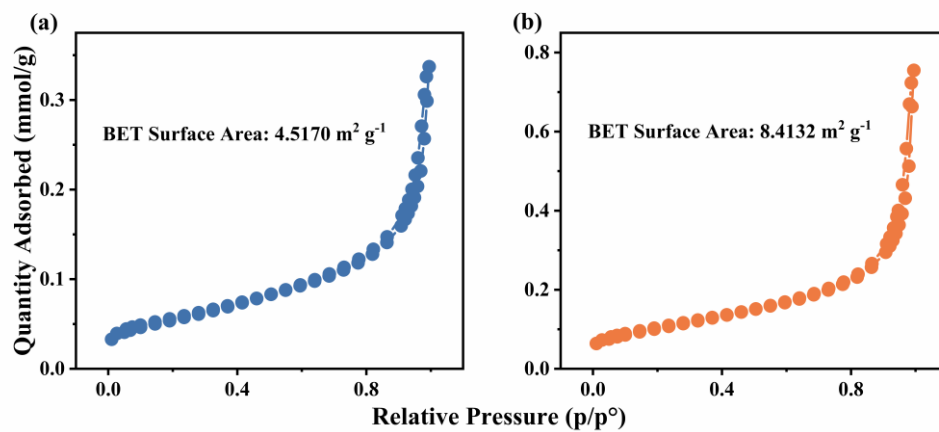 (a)
(b)
Quantity Adsorbed (mmol/g)
0.3
0.2
0.1
0.0
BET Surface Area: 4.5170 m² g⁻¹
0.0 0.4 0.8
0.8
0.6
0.4
0.2
0.0
BET Surface Area: 8.4132 m² g⁻¹
0.0 0.4 0.8
Relative Pressure (p/p°)